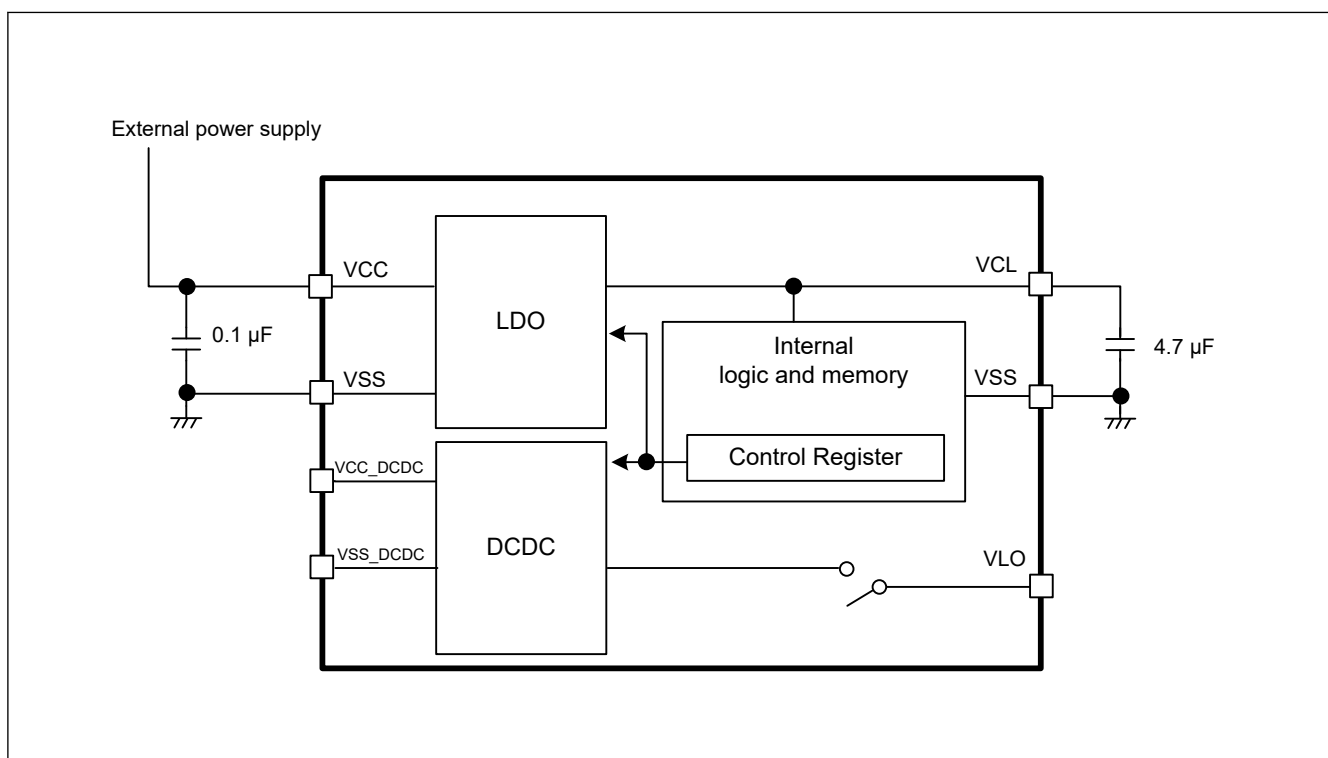 External power supply
VCC
VCL
LDO
0.1 µF
Internal
logic and memory
4.7 µF
VSS
VSS
Control Register
VCC_DCDC
DCDC
VSS_DCDC
VLO